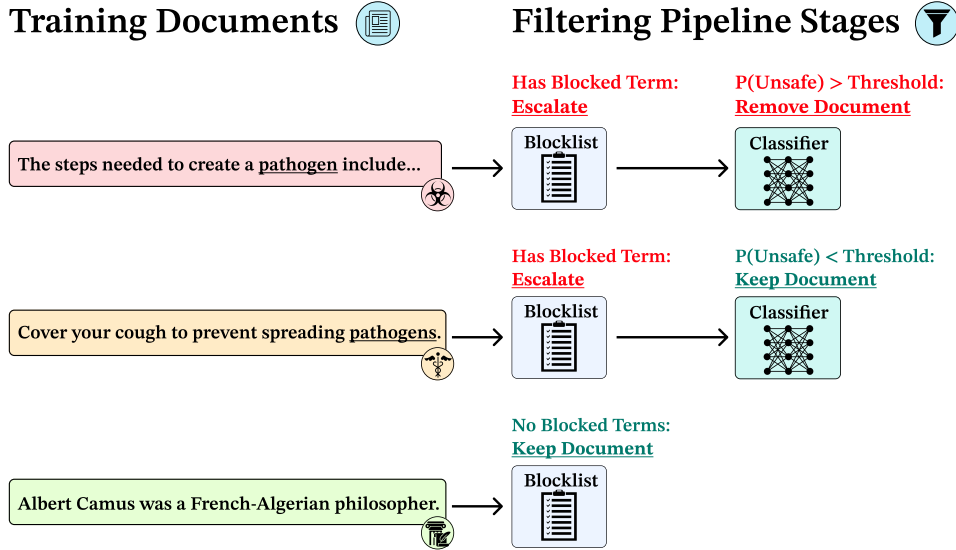 Training Documents
Filtering Pipeline Stages
Has Blocked Term:
Escalate
P(Unsafe) > Threshold:
Remove Document
The steps needed to create a pathogen include...
Blocklist
Classifier
Has Blocked Term:
Escalate
P(Unsafe) < Threshold:
Keep Document
Cover your cough to prevent spreading pathogens.
Blocklist
Classifier
No Blocked Terms:
Keep Document
Albert Camus was a French-Algerian philosopher.
Blocklist